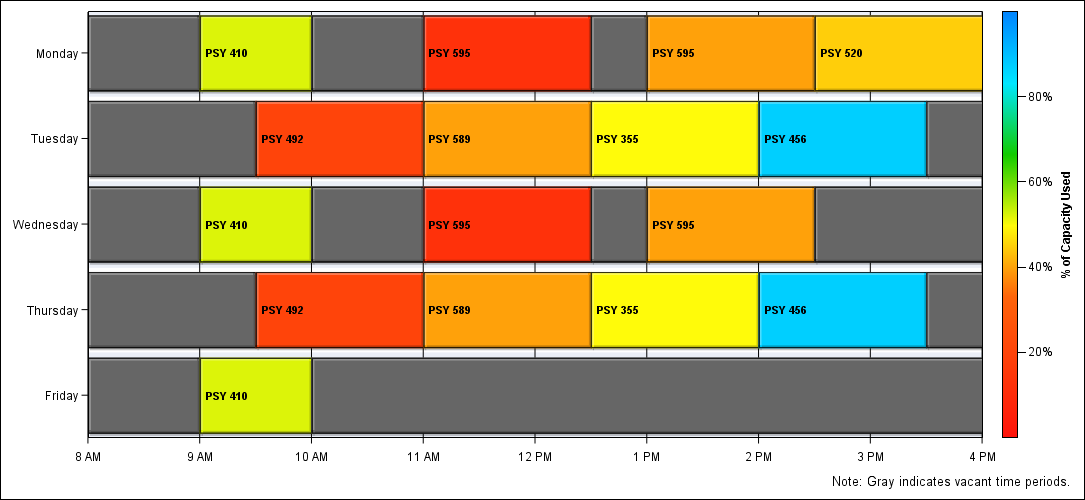 Monday
PSY 410
PSY 595
PSY 595
PSY 520
Tuesday
PSY 492
PSY 589
PSY 355
PSY 456
Wednesday
PSY 410
PSY 595
PSY 595
Thursday
PSY 492
PSY 589
PSY 355
PSY 456
Friday
PSY 410
8 AM
9 AM
10 AM
11 AM
12 PM
1 PM
2 PM
3 PM
4 PM
80%
60%
40%
20%
% of Capacity Used
Note: Gray indicates vacant time periods.